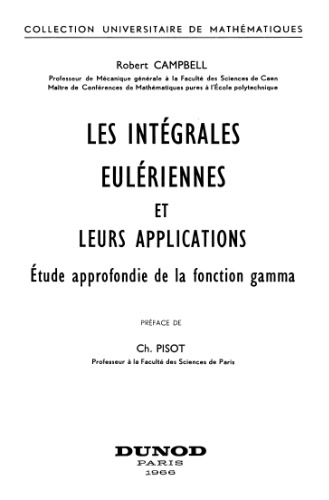 COLLECTION UNIVERSITAIRE DE MATHÉMATIQUES
Robert CAMPBELL
Professeur de Mécanique générale à la Faculté des Sciences de Caen
Maître de Conférences de Mathématiques pures à l'École polytechnique
LES INTÉGRALES
EULÉRIENNES
ET
LEURS APPLICATIONS
Étude approfondie de la fonction gamma
PRÉFACE DE
Ch. PISOT
Professeur à la Faculté des Sciences de Paris
DUNOD
PARIS
1966